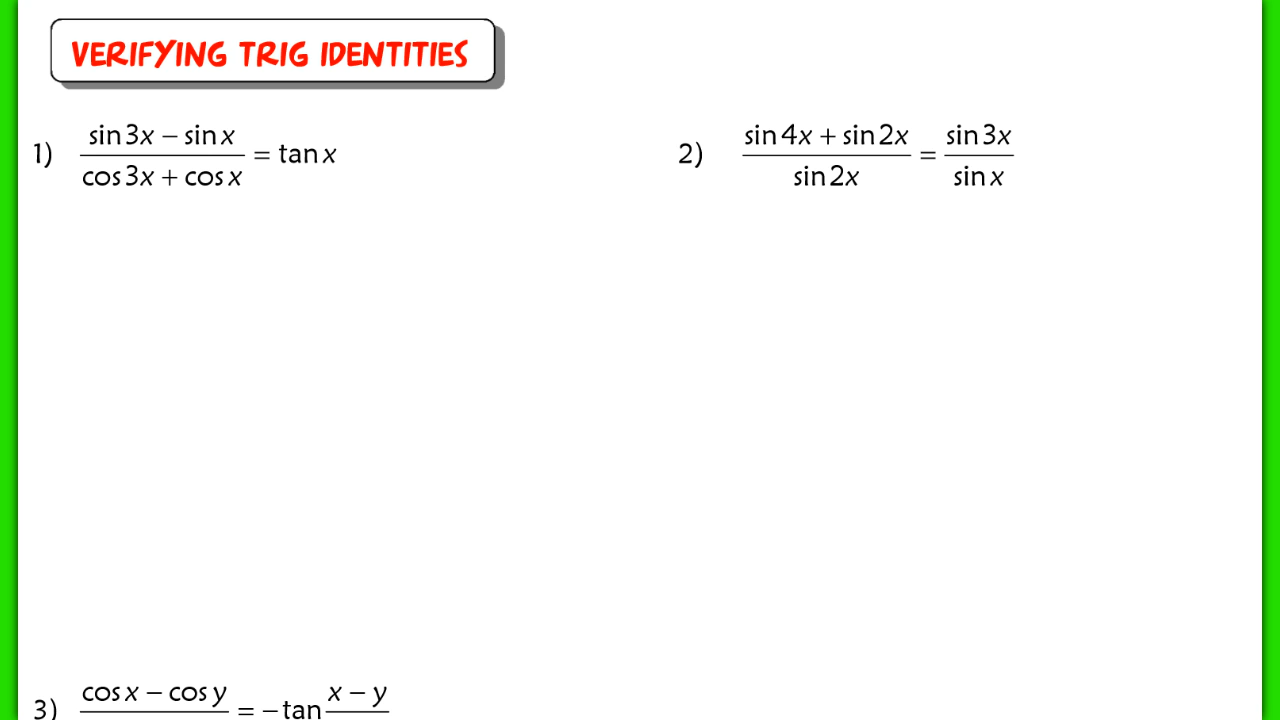 VERIFYING TRIG IDENTITIES
1) (sin 3x − sin x)/(cos 3x + cos x) = tan x
2) (sin 4x + sin 2x)/(sin 2x) = (sin 3x)/(sin x)
3) cos x − cos y = −tan x − y